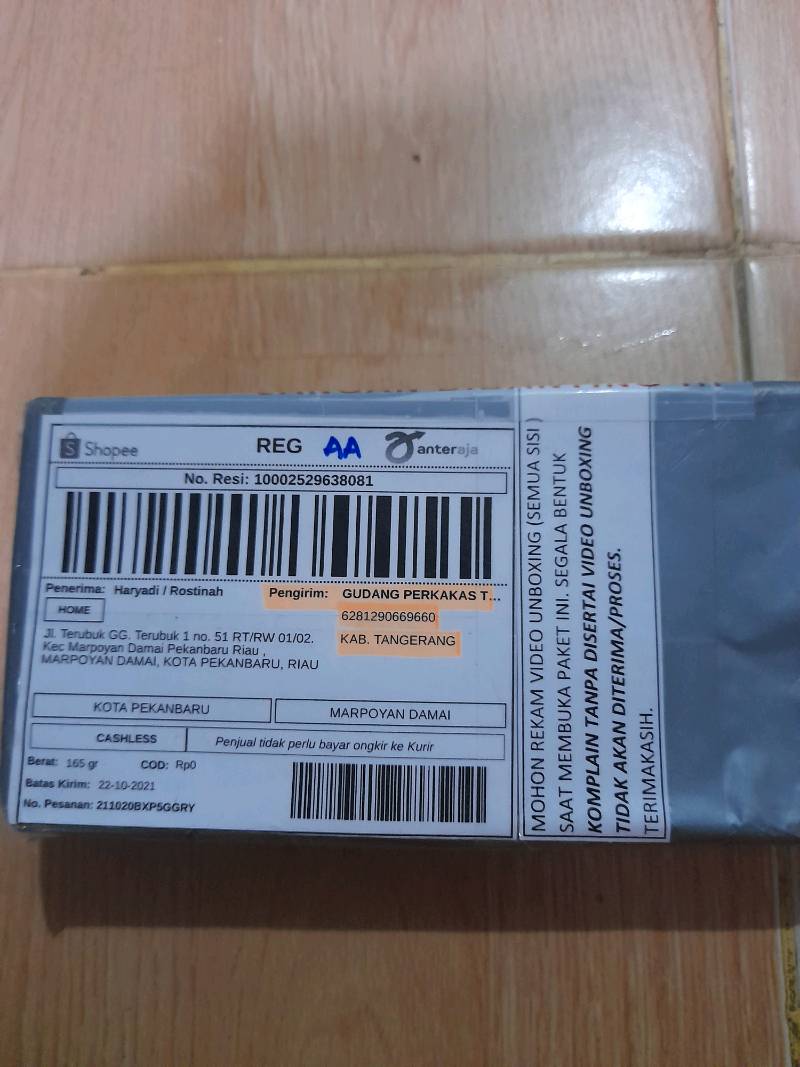 Shopee
REG AA anteraja
No. Resi: 10002529638081
Penerima: Haryadi / Rostinah
HOME
Jl. Terubuk GG. Terubuk 1 no. 51 RT/RW 01/02.
Kec Marpoyan Damai Pekanbaru Riau ,
MARPOYAN DAMAI, KOTA PEKANBARU, RIAU
Pengirim: GUDANG PERKAKAS T...
6281290669660
KAB. TANGERANG
KOTA PEKANBARU
MARPOYAN DAMAI
CASHLESS
Penjual tidak perlu bayar ongkir ke Kurir
Berat: 165 gr COD: Rp0
Batas Kirim: 22-10-2021
No. Pesanan: 211020BXP5GGRY
MOHON REKAM VIDEO UNBOXING (SEMUA SISI )
SAAT MEMBUKA PAKET INI. SEGALA BENTUK
KOMPLAIN TANPA DISERTAI VIDEO UNBOXING
TIDAK AKAN DITERIMA/PROSES.
TERIMAKASIH.